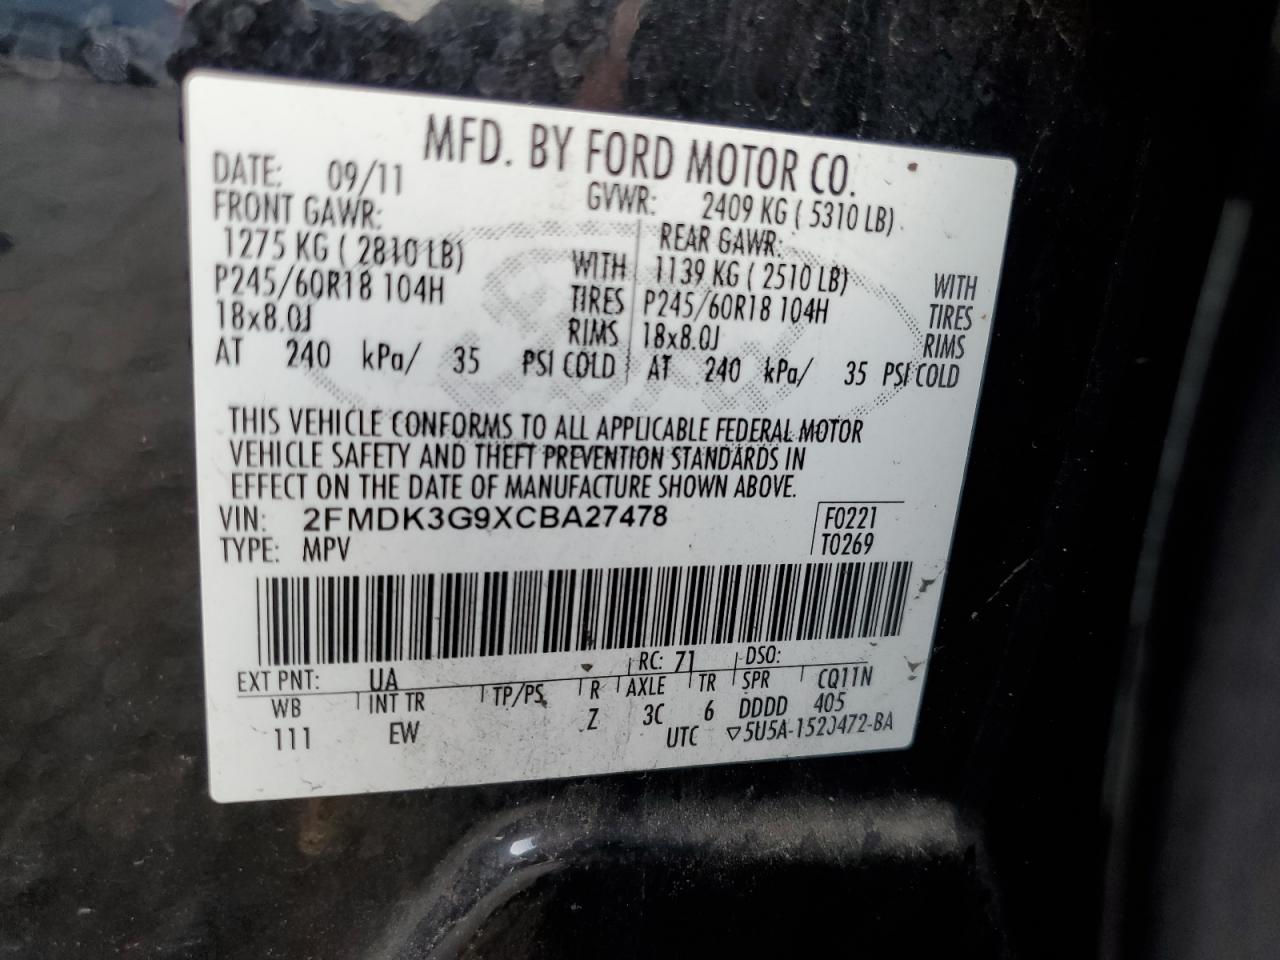 MFD. BY FORD MOTOR CO.
DATE: 09/11 GVWR: 2409 KG ( 5310 LB)
FRONT GAWR: REAR GAWR:
1275 KG ( 2810 LB) WITH 1139 KG ( 2510 LB) WITH
P245/60R18 104H TIRES P245/60R18 104H TIRES
18x8.0J RIMS 18x8.0J RIMS
AT 240 kPa/ 35 PSI COLD AT 240 kPa/ 35 PSI COLD
THIS VEHICLE CONFORMS TO ALL APPLICABLE FEDERAL MOTOR
VEHICLE SAFETY AND THEFT PREVENTION STANDARDS IN
EFFECT ON THE DATE OF MANUFACTURE SHOWN ABOVE.
VIN: 2FMDK3G9XCBA27478 F0221
TYPE: MPV T0269
EXT PNT: UA RC: 71 DSO:
WB INT TR TP/PS R AXLE TR SPR CQ11N
111 EW Z 3C 6 DDDD 405
UTC ▽5U5A-1520472-BA